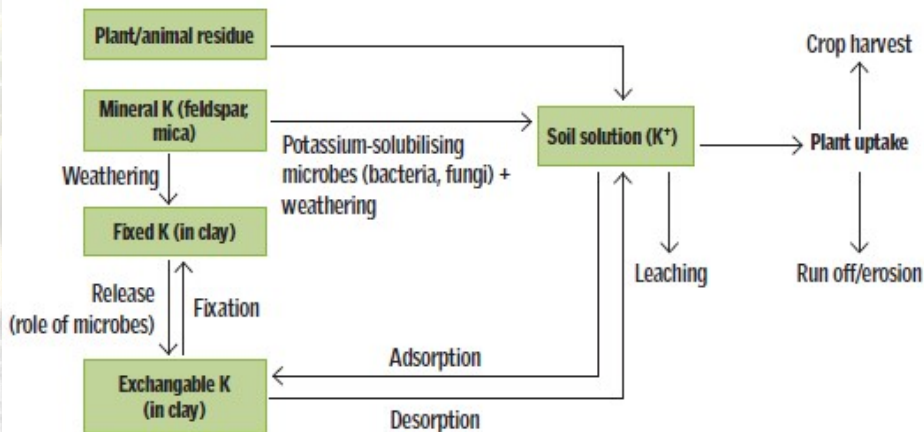 Plant/animal residue
Crop harvest
Mineral K (feldspar,
mica)
Soil solution (K⁺)
Plant uptake
Potassium-solubilising
microbes (bacteria, fungi) +
weathering
Weathering
Fixed K (in clay)
Leaching
Run off/erosion
Release
(role of microbes)
Fixation
Adsorption
Exchangable K
(in clay)
Desorption